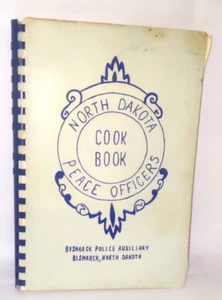 NORTH DAKOTA
COOK
BOOK
PEACE OFFICERS
BISMARCK POLICE AUXILIARY
BISMARCK, NORTH DAKOTA